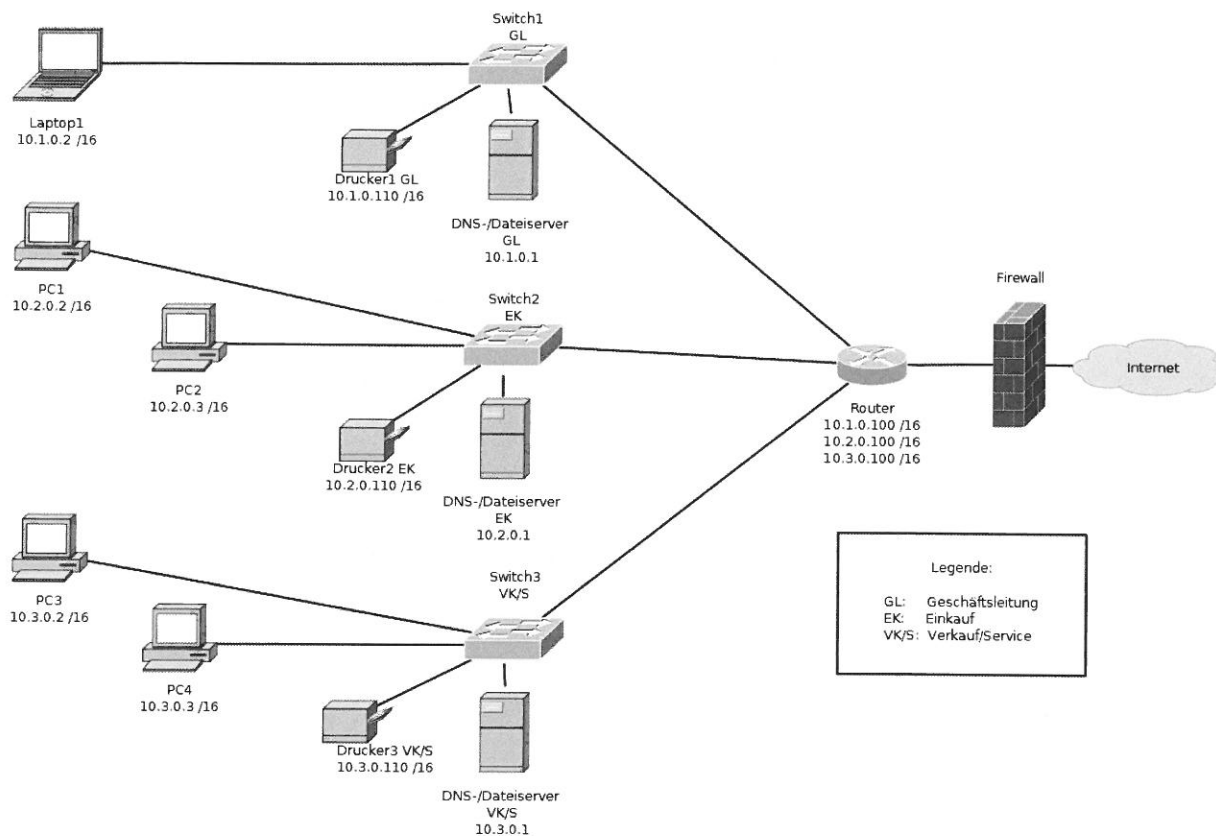 Switch1
GL
Laptop1
10.1.0.2 /16
Drucker1 GL
10.1.0.110 /16
DNS-/Dateiserver
GL
10.1.0.1
PC1
10.2.0.2 /16
Switch2
EK
PC2
10.2.0.3 /16
Drucker2 EK
10.2.0.110 /16
DNS-/Dateiserver
EK
10.2.0.1
Firewall
Internet
Router
10.1.0.100 /16
10.2.0.100 /16
10.3.0.100 /16
PC3
10.3.0.2 /16
Switch3
VK/S
PC4
10.3.0.3 /16
Drucker3 VK/S
10.3.0.110 /16
DNS-/Dateiserver
VK/S
10.3.0.1
Legende:
GL: Geschäftsleitung
EK: Einkauf
VK/S: Verkauf/Service